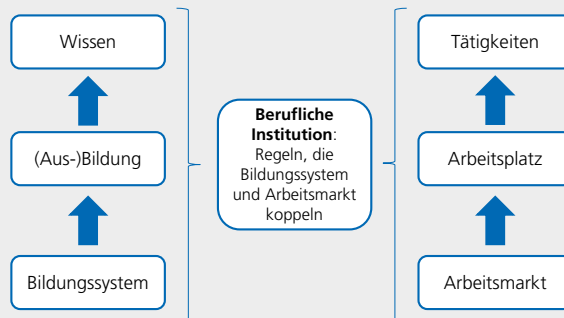 Wissen
(Aus-)Bildung
Bildungssystem
Berufliche
Institution:
Regeln, die
Bildungssystem
und Arbeitsmarkt
koppeln
Tätigkeiten
Arbeitsplatz
Arbeitsmarkt